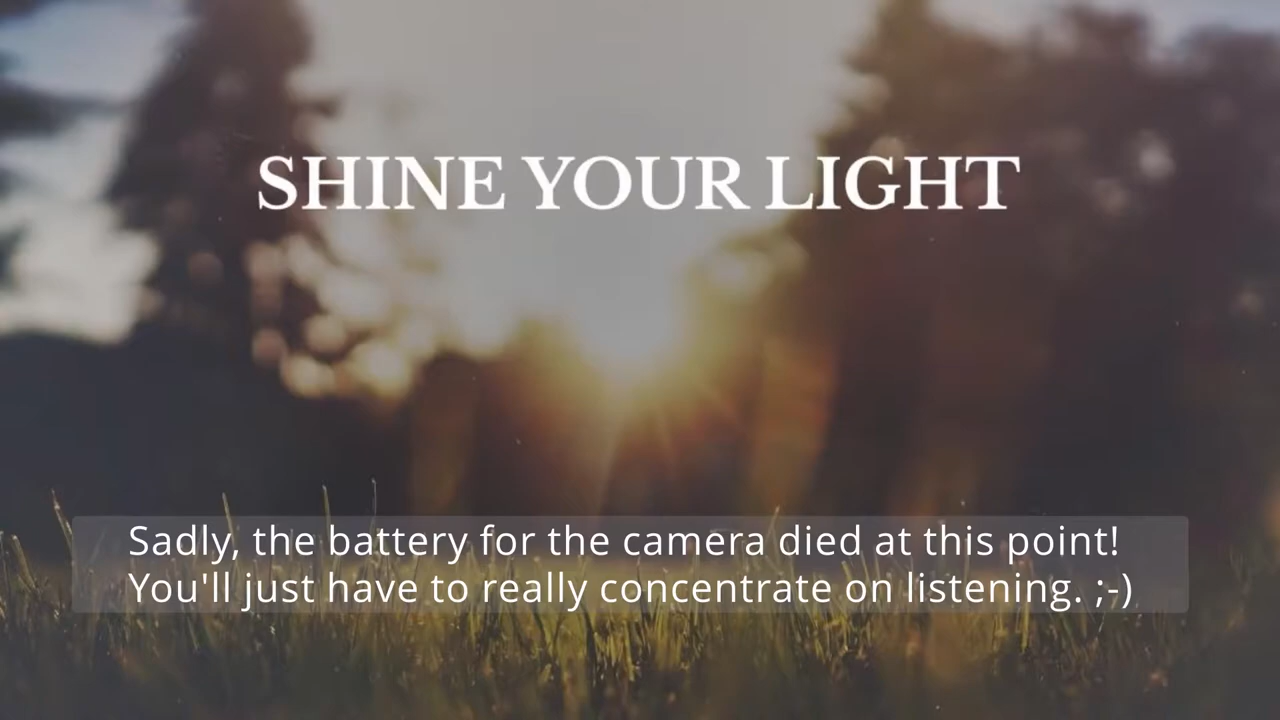 SHINE YOUR LIGHT
Sadly, the battery for the camera died at this point!
You'll just have to really concentrate on listening. ;-)